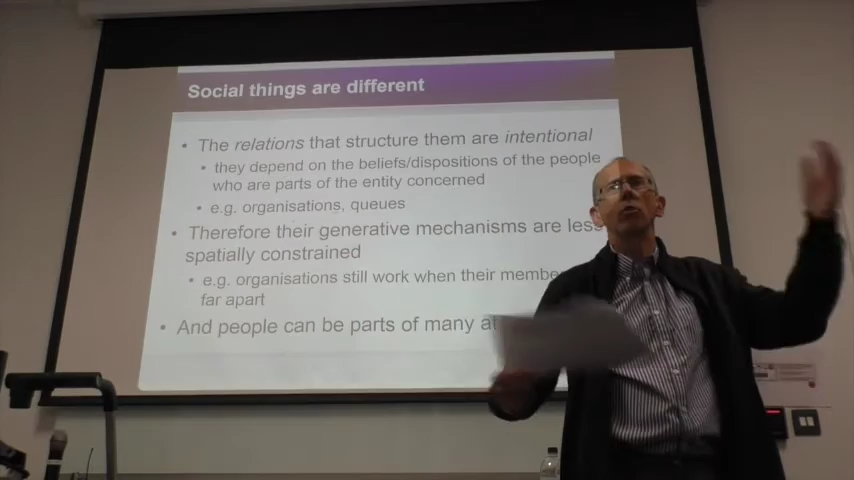 Social things are different
• The relations that structure them are intentional
• they depend on the beliefs/dispositions of the people
who are parts of the entity concerned
• e.g. organisations, queues
• Therefore their generative mechanisms are less
spatially constrained
• e.g. organisations still work when their
far apart
• And people can be parts of many